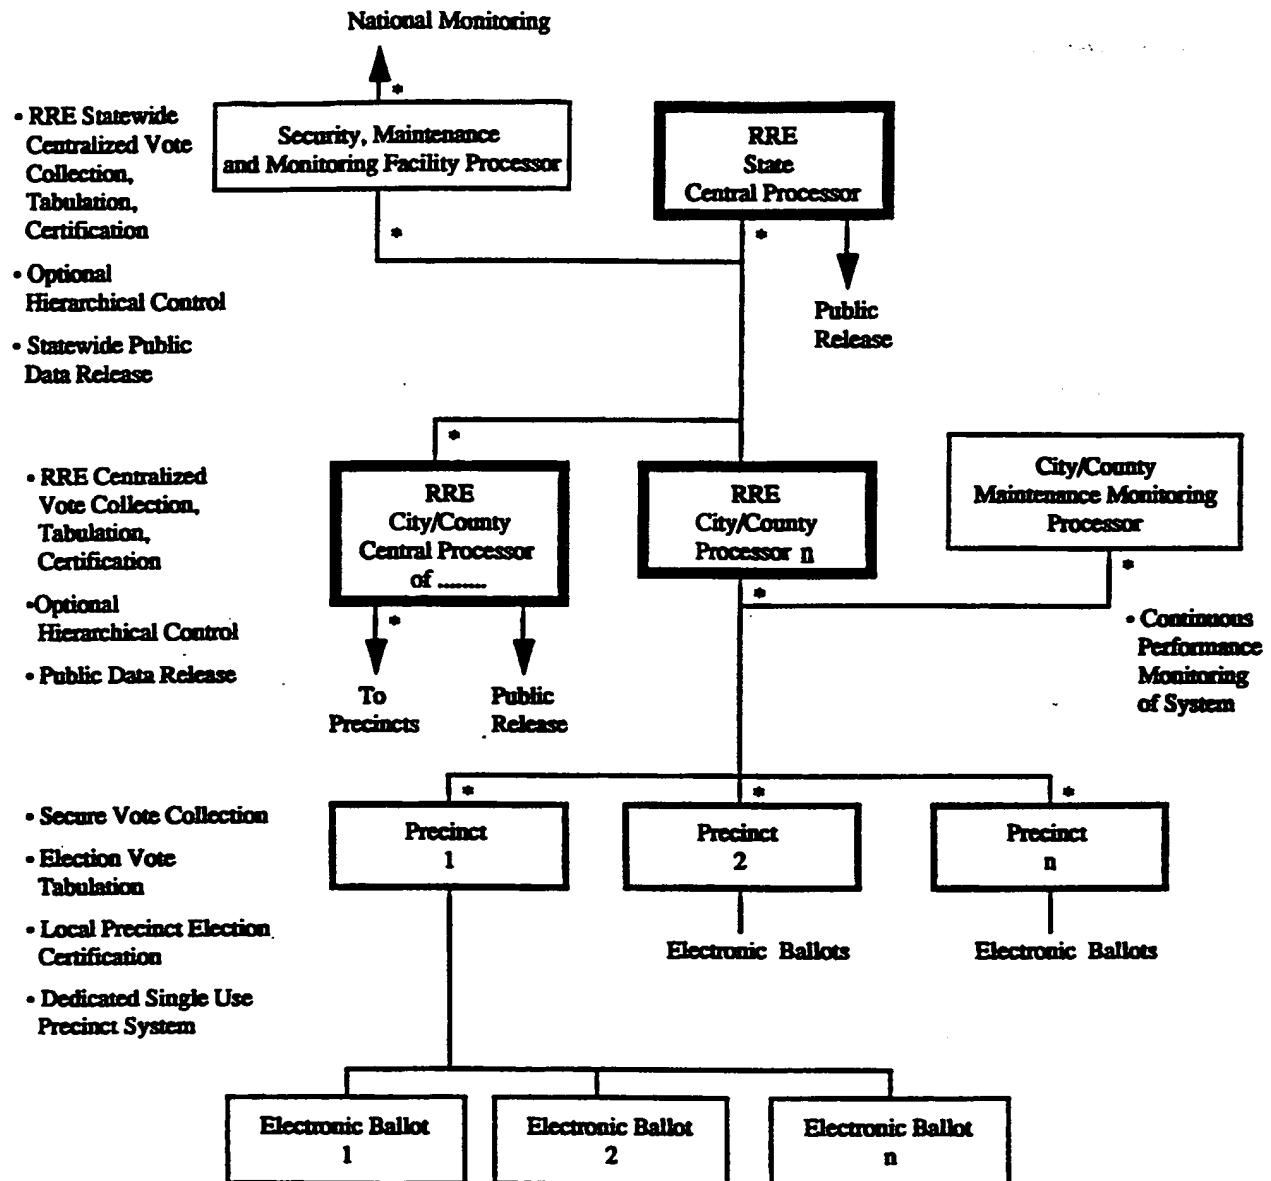 National Monitoring
*
• RRE Statewide
Centralized Vote
Collection,
Tabulation,
Certification
• Optional
Hierarchical Control
• Statewide Public
Data Release
Security, Maintenance
and Monitoring Facility Processor
*
RRE
State
Central Processor
*
Public
Release
• RRE Centralized
Vote Collection,
Tabulation,
Certification
•Optional
Hierarchical Control
• Public Data Release
*
RRE
City/County
Central Processor
of .........
*
To
Precincts
Public
Release
RRE
City/County
Processor n
*
City/County
Maintenance Monitoring
Processor
*
• Continuous
Performance
Monitoring
of System
• Secure Vote Collection
• Election Vote
Tabulation
• Local Precinct Election
Certification
• Dedicated Single Use
Precinct System
*
Precinct
1
*
Precinct
2
Electronic Ballots
*
Precinct
n
Electronic Ballots
Electronic Ballot
1
Electronic Ballot
2
Electronic Ballot
n